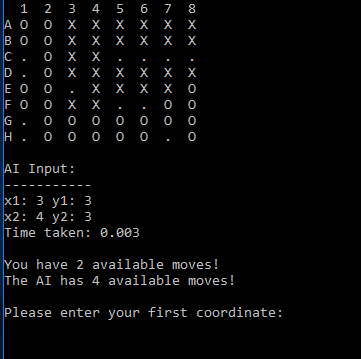 1 2 3 4 5 6 7 8
A O O X X X X X X
B O O X X X X X X
C . O X X . . . .
D . O X X X X X X
E O O . X X X X O
F O X X . . O O
G . O O O O O O O
H . O O O O O . O
AI Input:
-----------
x1: 3 y1: 3
x2: 4 y2: 3
Time taken: 0.003
You have 2 available moves!
The AI has 4 available moves!
Please enter your first coordinate: